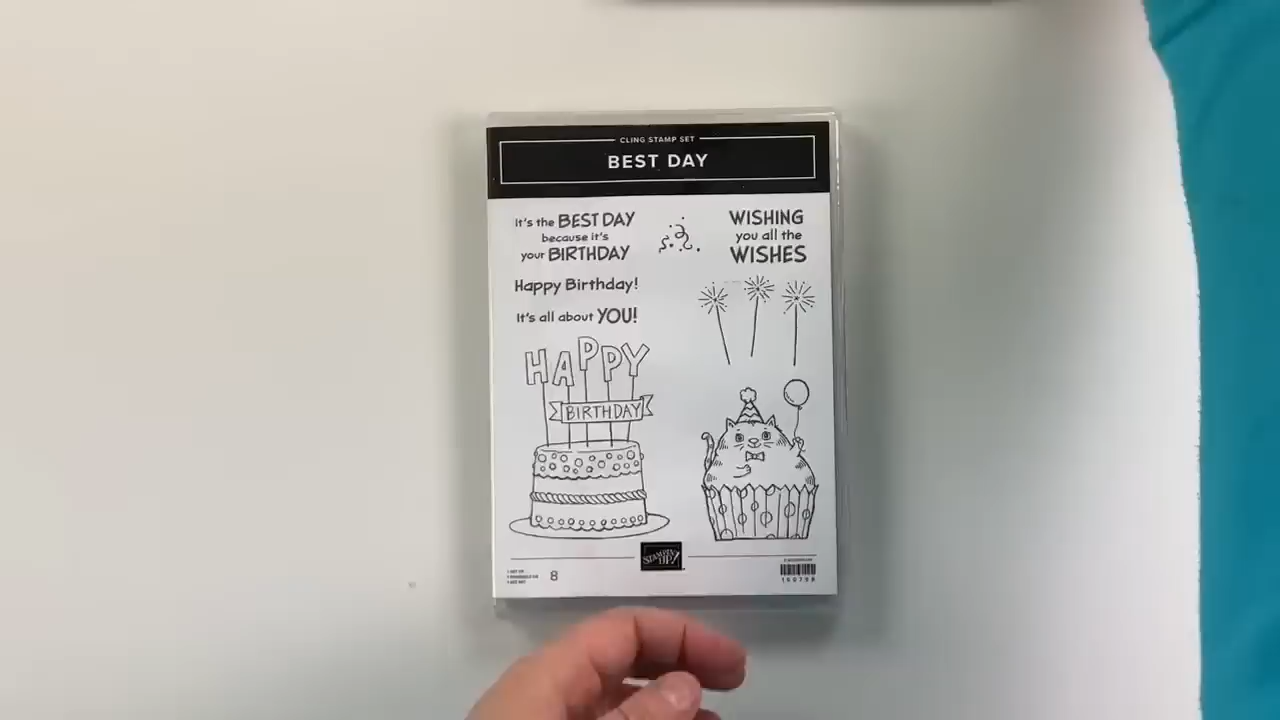 CLING STAMP SET
BEST DAY
It's the BEST DAY
because it's
your BIRTHDAY
WISHING
you all the
WISHES
Happy Birthday!
It's all about YOU!
HAPPY
BIRTHDAY
STAMPIN' UP!
8